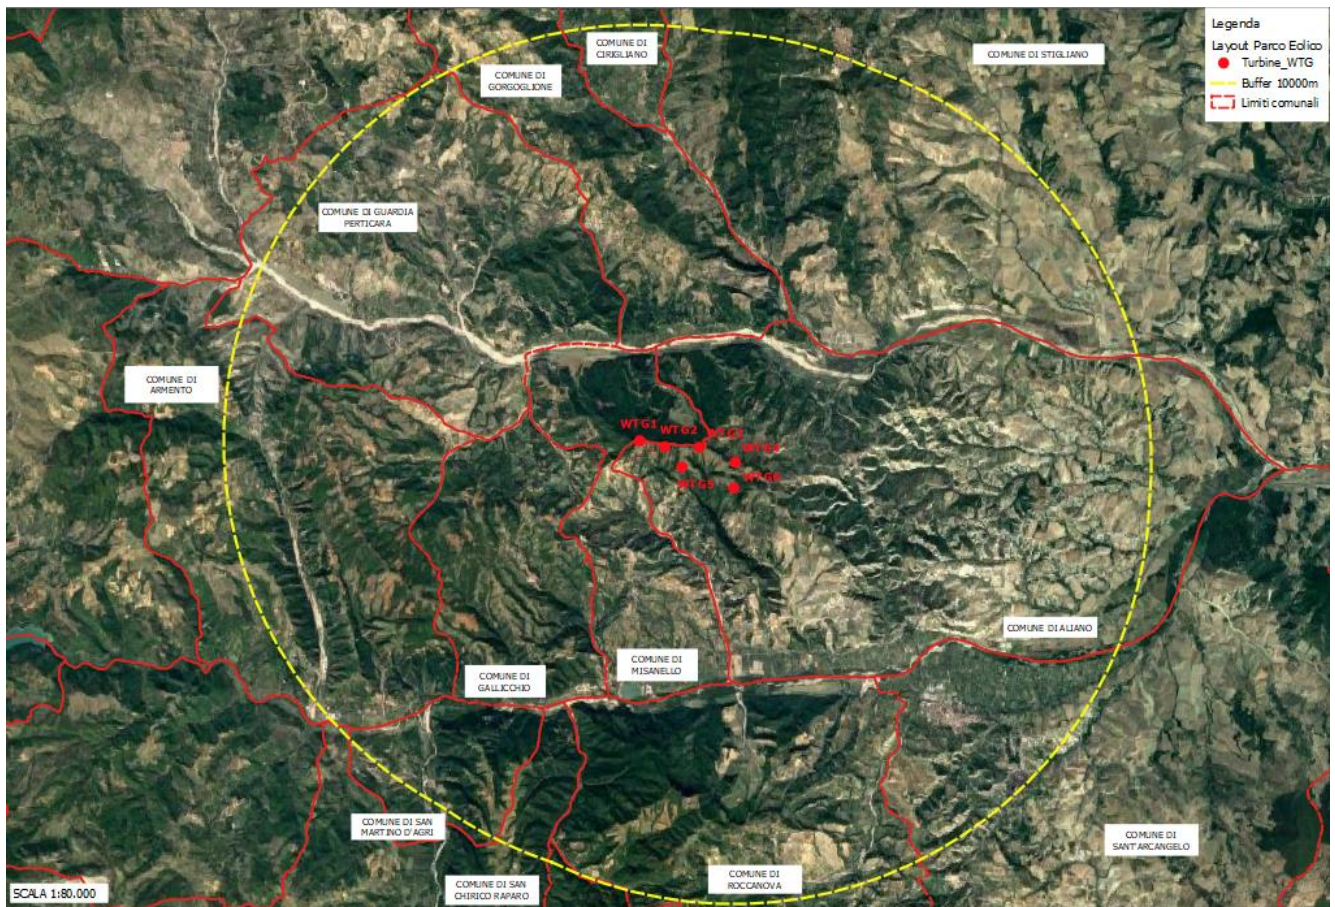 Legenda
Layout Parco Eolico
Turbine_WTG
Buffer 10000m
Limiti comunali
COMUNE DI
CIRIGLIANO
COMUNE DI STIGLIANO
COMUNE DI
GORGOGLIONE
COMUNE DI GUARDIA
PERTICARA
COMUNE DI
ARMENTO
WTG1
WTG2
WTG3
WTG4
WTG5
WTG6
COMUNE DI ALIANO
COMUNE DI
MISANELLO
COMUNE DI
GALLICCHIO
COMUNE DI SAN
MARTINO D'AGRI
COMUNE DI
SANT'ARCANGELO
COMUNE DI
ROCCANOVA
COMUNE DI SAN
CHIRICO RAPARO
SCALA 1:80.000